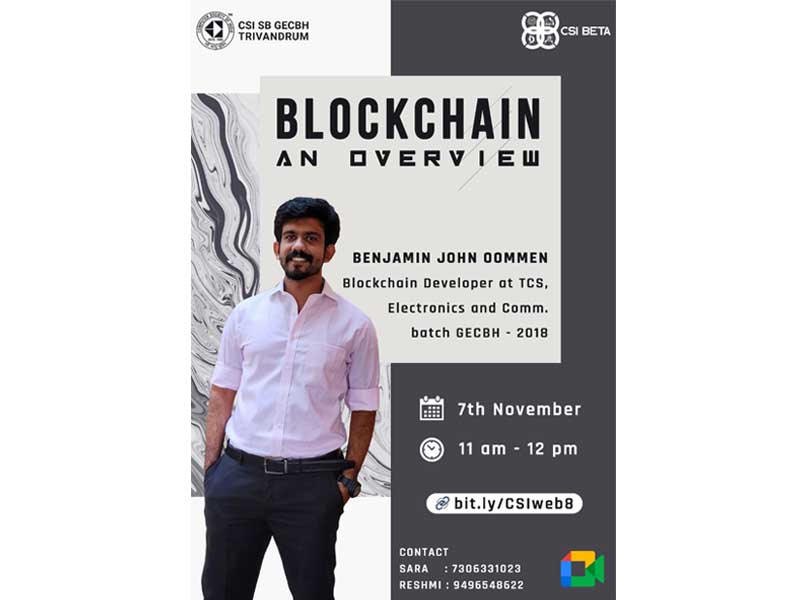 CSI SB GECBH
TRIVANDRUM
CSI BETA
BLOCKCHAIN
AN OVERVIEW
BENJAMIN JOHN OOMMEN
Blockchain Developer at TCS,
Electronics and Comm.
batch GECBH - 2018
7th November
11 am - 12 pm
bit.ly/CSIweb8
CONTACT
SARA : 7306331023
RESHMI : 9496548622